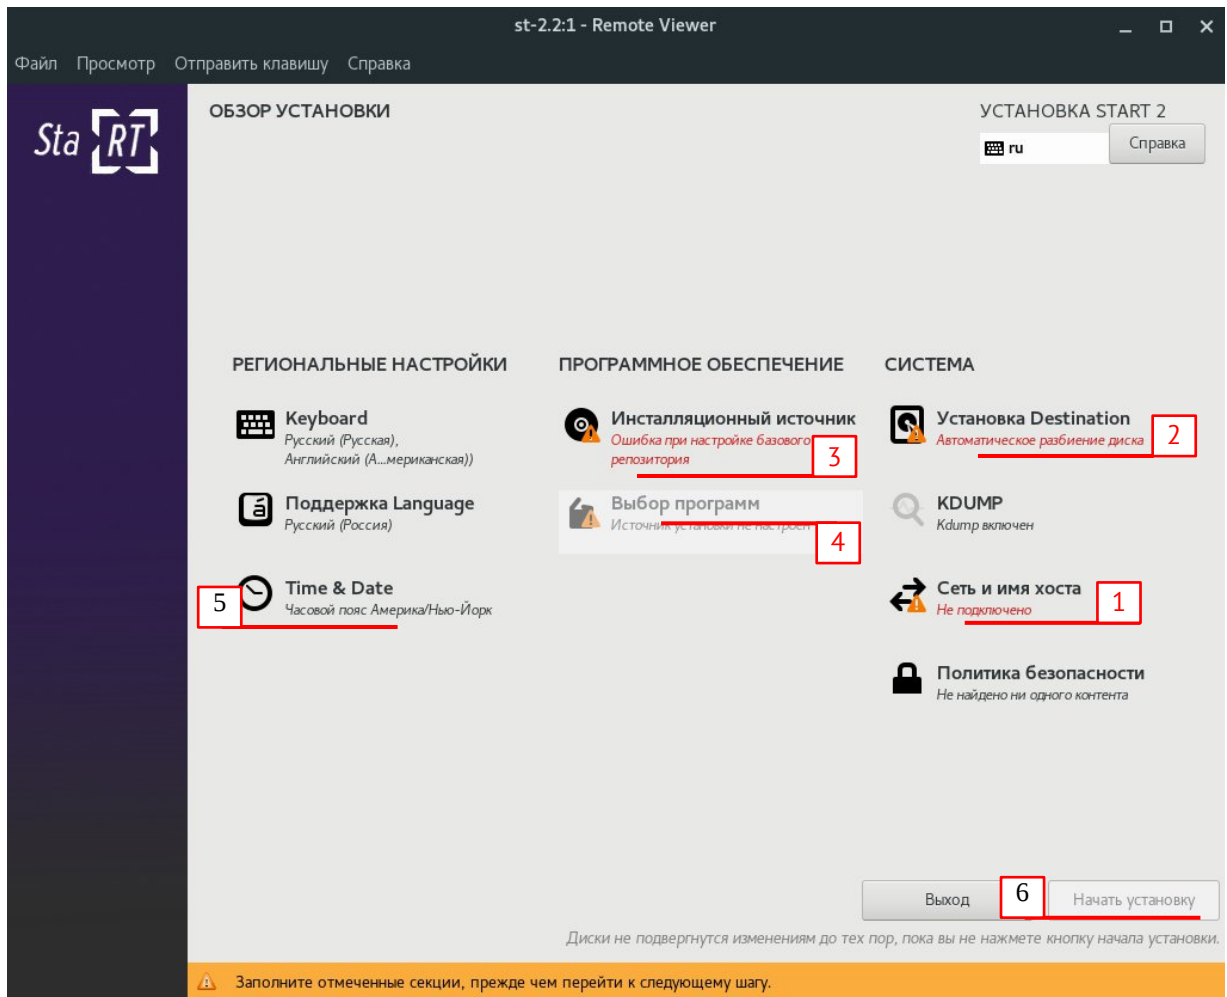 st-2.2:1 - Remote Viewer
Файл Просмотр Отправить клавишу Справка
Sta RT
ОБЗОР УСТАНОВКИ
УСТАНОВКА START 2
ru
Справка
РЕГИОНАЛЬНЫЕ НАСТРОЙКИ
Keyboard
Русский (Русская),
Английский (А...мериканская))
Поддержка Language
Русский (Россия)
Time & Date
Часовой пояс Америка/Нью-Йорк
5
ПРОГРАММНОЕ ОБЕСПЕЧЕНИЕ
Инсталляционный источник
Ошибка при настройке базового
репозитория
3
Выбор программ
Источник установки не настроен
4
СИСТЕМА
Установка Destination
Автоматическое разбиение диска
2
KDUMP
Kdump включен
Сеть и имя хоста
Не подключено
1
Политика безопасности
Не найдено ни одного контента
Выход
6
Начать установку
Диски не подвергнутся изменениям до тех пор, пока вы не нажмете кнопку начала установки.
Заполните отмеченные секции, прежде чем перейти к следующему шагу.